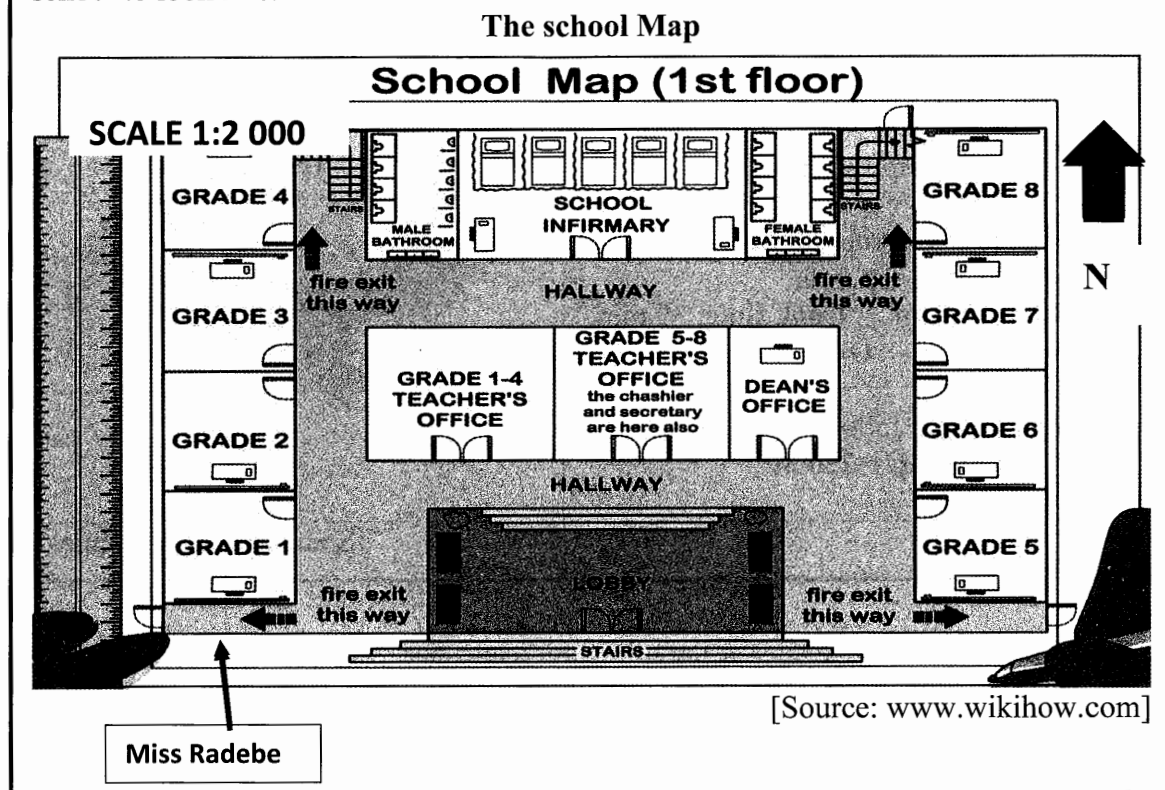 The school Map
School Map (1st floor)
SCALE 1:2 000
GRADE 4
STAIRS
MALE
BATHROOM
SCHOOL
INFIRMARY
FEMALE
BATHROOM
STAIRS
GRADE 8
N
fire exit
this way
HALLWAY
fire exit
this way
GRADE 3
GRADE 7
GRADE 1-4
TEACHER'S
OFFICE
GRADE 5-8
TEACHER'S
OFFICE
the chashier
and secretary
are here also
DEAN'S
OFFICE
GRADE 2
GRADE 6
HALLWAY
GRADE 1
GRADE 5
LOBBY
fire exit
this way
fire exit
this way
STAIRS
[Source: www.wikihow.com]
Miss Radebe